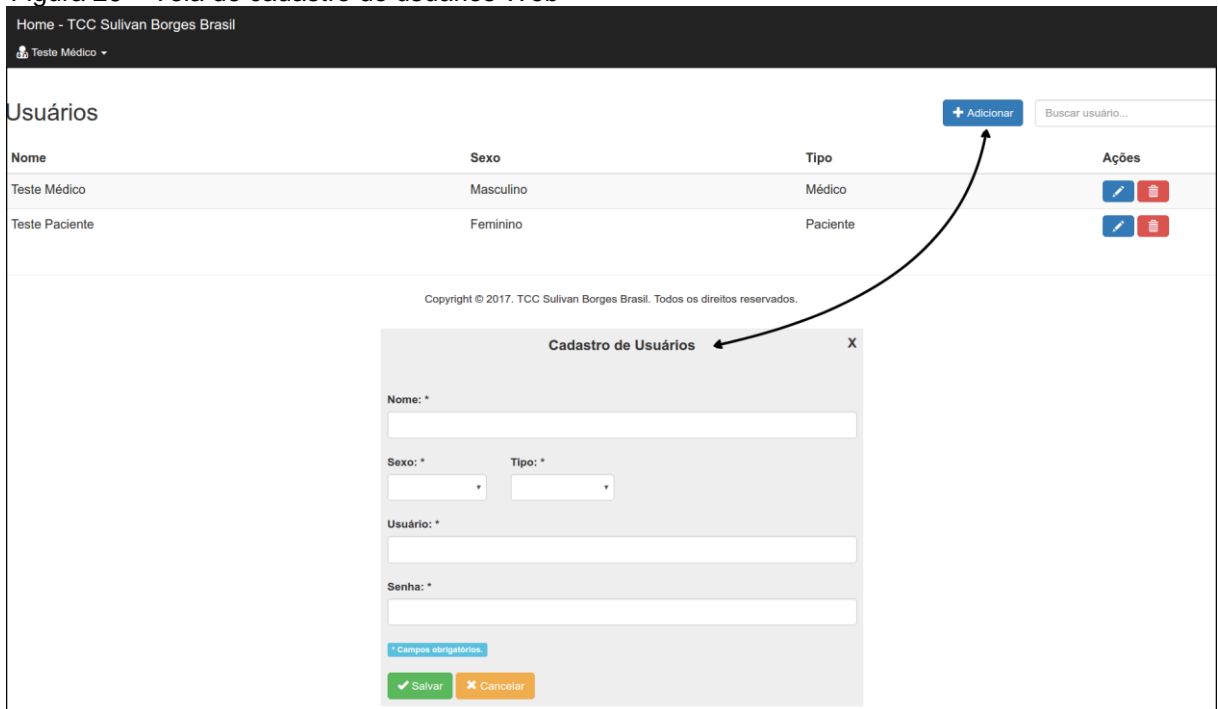 Home - TCC Sulivan Borges Brasil
Teste Médico
Usuários
Adicionar
Buscar usuário...
Nome Sexo Tipo Ações
Teste Médico Masculino Médico
Teste Paciente Feminino Paciente
Copyright © 2017. TCC Sulivan Borges Brasil. Todos os direitos reservados.
Cadastro de Usuários X
Nome: *
Sexo: * Tipo: *
Usuário: *
Senha: *
* Campos obrigatórios.
Salvar Cancelar